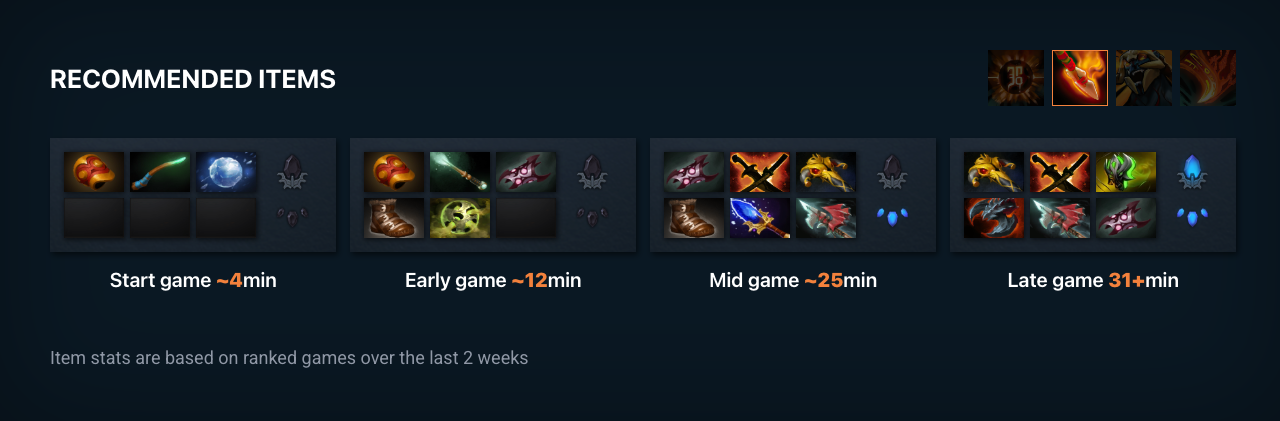 RECOMMENDED ITEMS
Start game ~4min
Early game ~12min
Mid game ~25min
Late game 31+min
Item stats are based on ranked games over the last 2 weeks